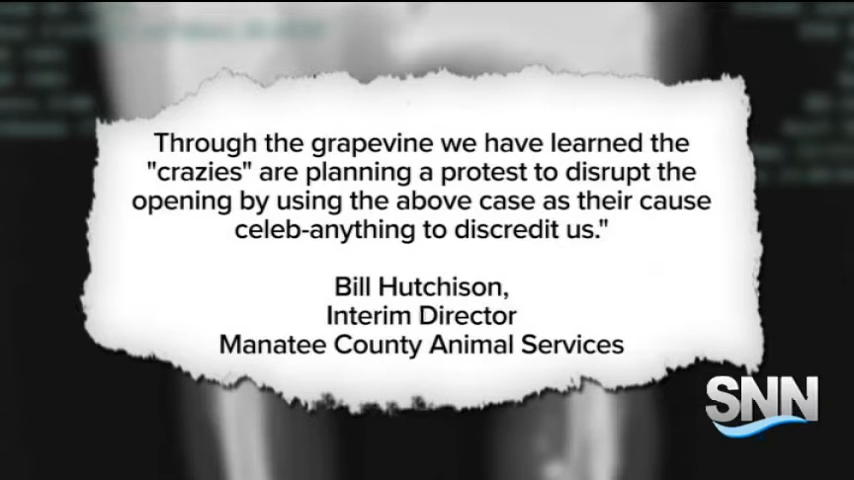 Through the grapevine we have learned the
"crazies" are planning a protest to disrupt the
opening by using the above case as their cause
celeb-anything to discredit us."
Bill Hutchison,
Interim Director
Manatee County Animal Services
SNN